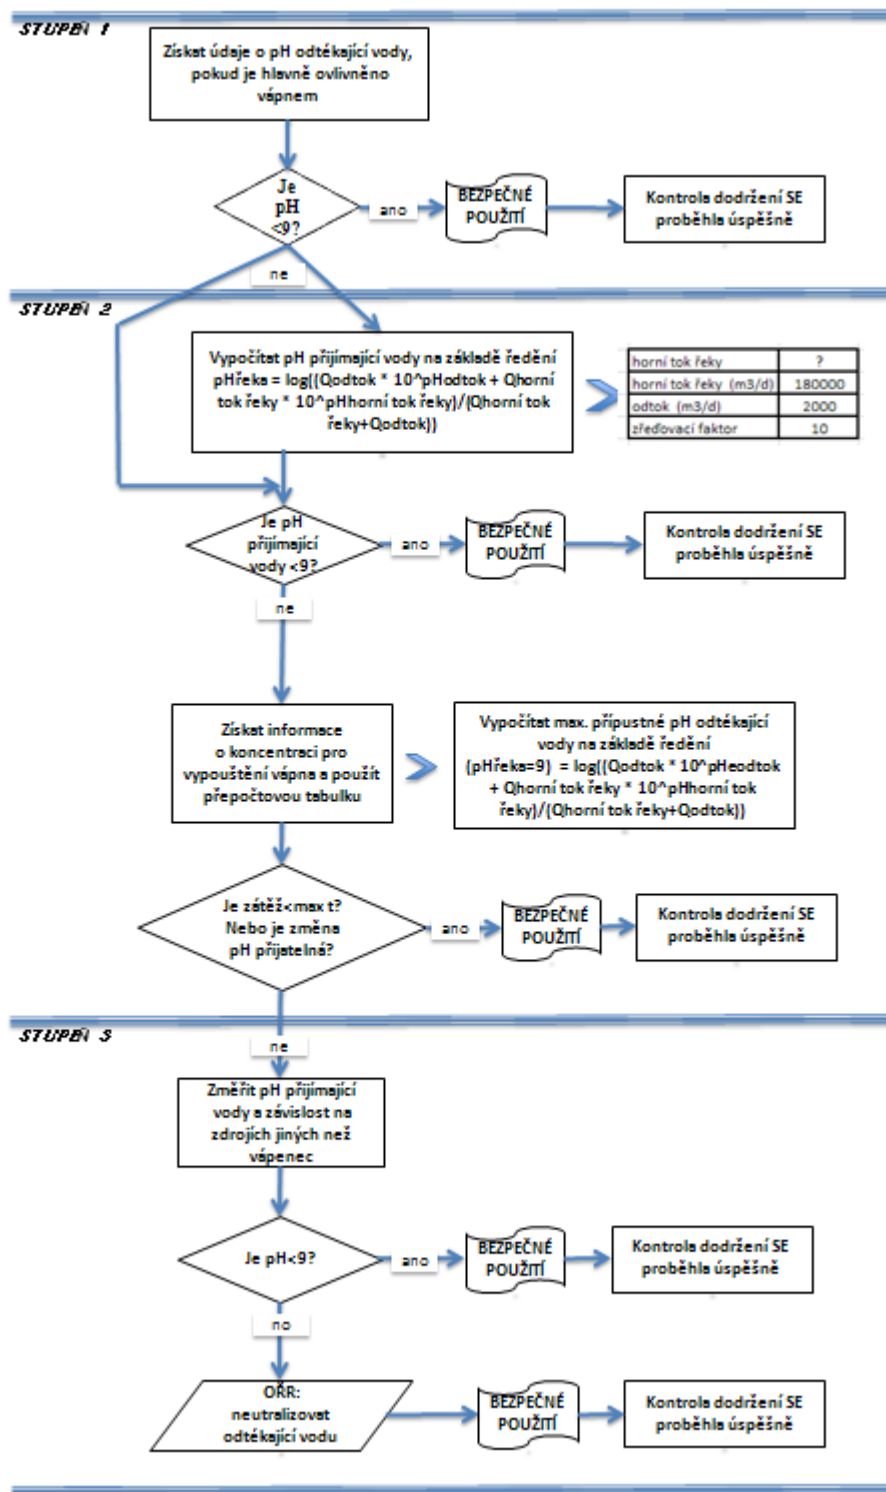 STUPEŇ 1
Získat údaje o pH odtékající vody,
pokud je hlavně ovlivněno
vápnem
Je
pH
<9?
ano
BEZPEČNÉ
POUŽITÍ
Kontrola dodržení SE
proběhla úspěšně
ne
STUPEŇ 2
Vypočítat pH přijímající vody na základě ředění
pHřeka = log((Qodtok * 10^pHodtok + Qhorní
tok řeky * 10^pHhorní tok řeky)/(Qhorní tok
řeky+Qodtok))
horní tok řeky ?
horní tok řeky (m3/d) 180000
odtok (m3/d) 2000
zřeďovací faktor 10
Je pH
přijímající
vody <9?
ano
BEZPEČNÉ
POUŽITÍ
Kontrola dodržení SE
proběhla úspěšně
ne
Získat informace
o koncentraci pro
vypouštění vápna a použít
přepočtovou tabulku
Vypočítat max. přípustné pH odtékající
vody na základě ředění
(pHřeka=9) = log((Qodtok * 10^pHeodtok
+ Qhorní tok řeky * 10^pHhorní tok
řeky)/(Qhorní tok řeky+Qodtok))
Je zátěž<max t?
Nebo je změna
pH přijatelná?
ano
BEZPEČNÉ
POUŽITÍ
Kontrola dodržení SE
proběhla úspěšně
STUPEŇ 3
ne
Změřit pH přijímající
vody a závislost na
zdrojích jiných než
vápenec
Je pH<9?
ano
BEZPEČNÉ
POUŽITÍ
Kontrola dodržení SE
proběhla úspěšně
no
OŘR:
neutralizovat
odtékající vodu
BEZPEČNÉ
POUŽITÍ
Kontrola dodržení SE
proběhla úspěšně